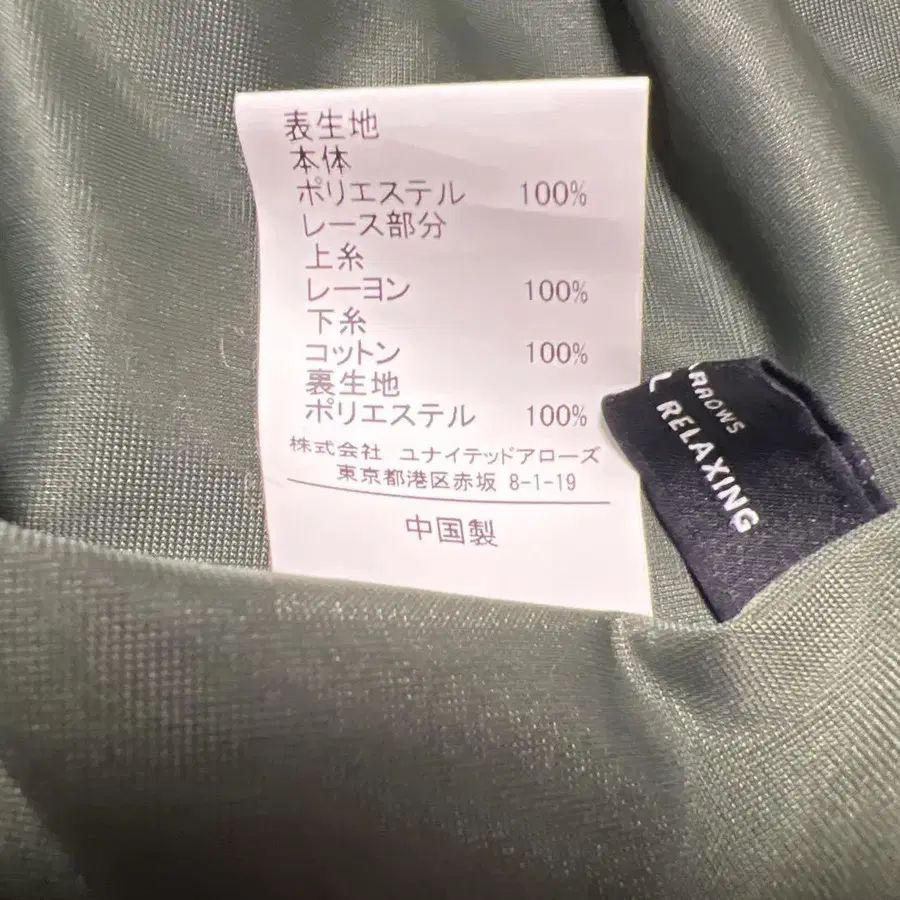 表生地
本体
ポリエステル 100%
レース部分
上糸
レーヨン 100%
下糸
コットン 100%
裏生地
ポリエステル 100%
株式会社 ユナイテッドアローズ
東京都港区赤坂 8-1-19
中国製
ARROWS
L RELAXING